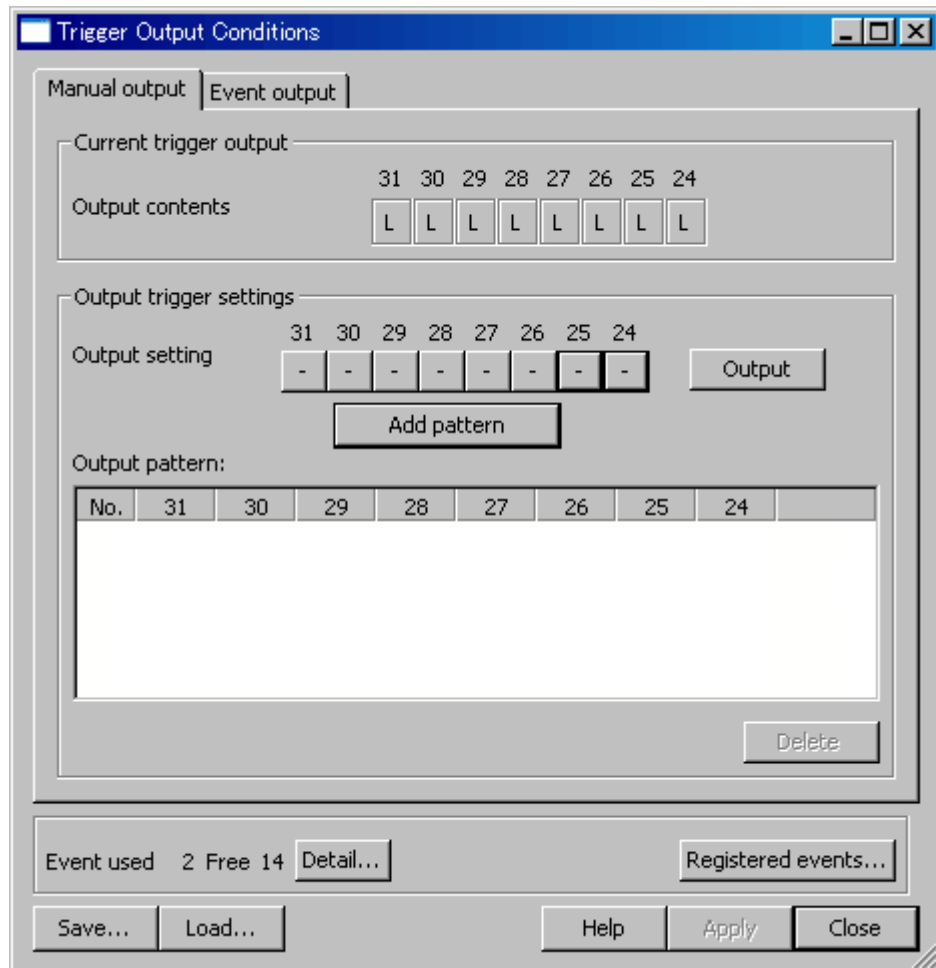 Trigger Output Conditions
Manual output Event output
Current trigger output
31 30 29 28 27 26 25 24
Output contents L L L L L L L L
Output trigger settings
31 30 29 28 27 26 25 24
Output setting - - - - - - - - Output
Add pattern
Output pattern:
No. 31 30 29 28 27 26 25 24
Delete
Event used 2 Free 14 Detail... Registered events...
Save... Load... Help Apply Close